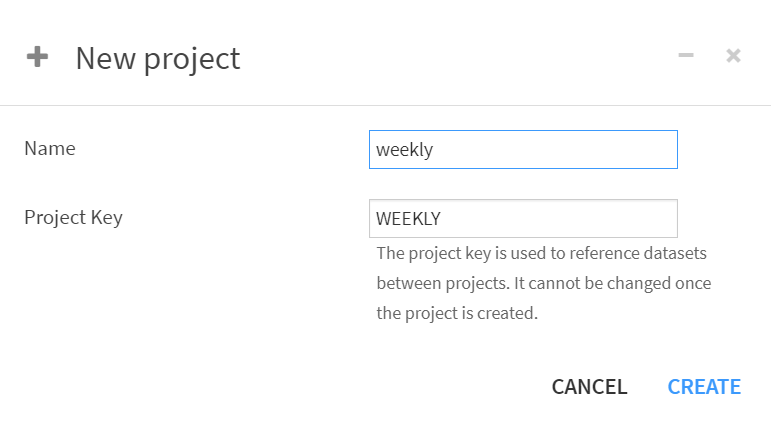 New project
Name
weekly
Project Key
WEEKLY
The project key is used to reference datasets
between projects. It cannot be changed once
the project is created.
CANCEL
CREATE